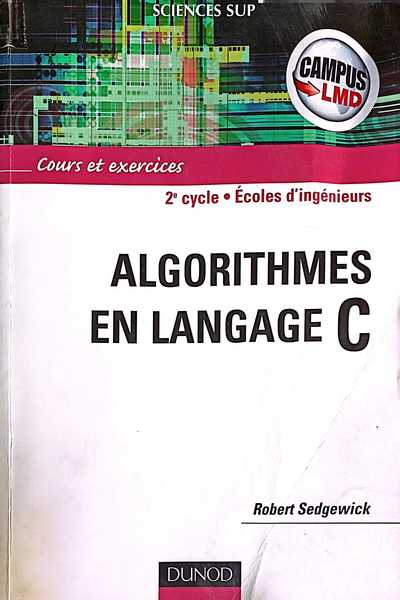 SCIENCES SUP
CAMPUS
LMD
Cours et exercices
2e cycle • Écoles d'ingénieurs
ALGORITHMES
EN LANGAGE C
Robert Sedgewick
DUNOD